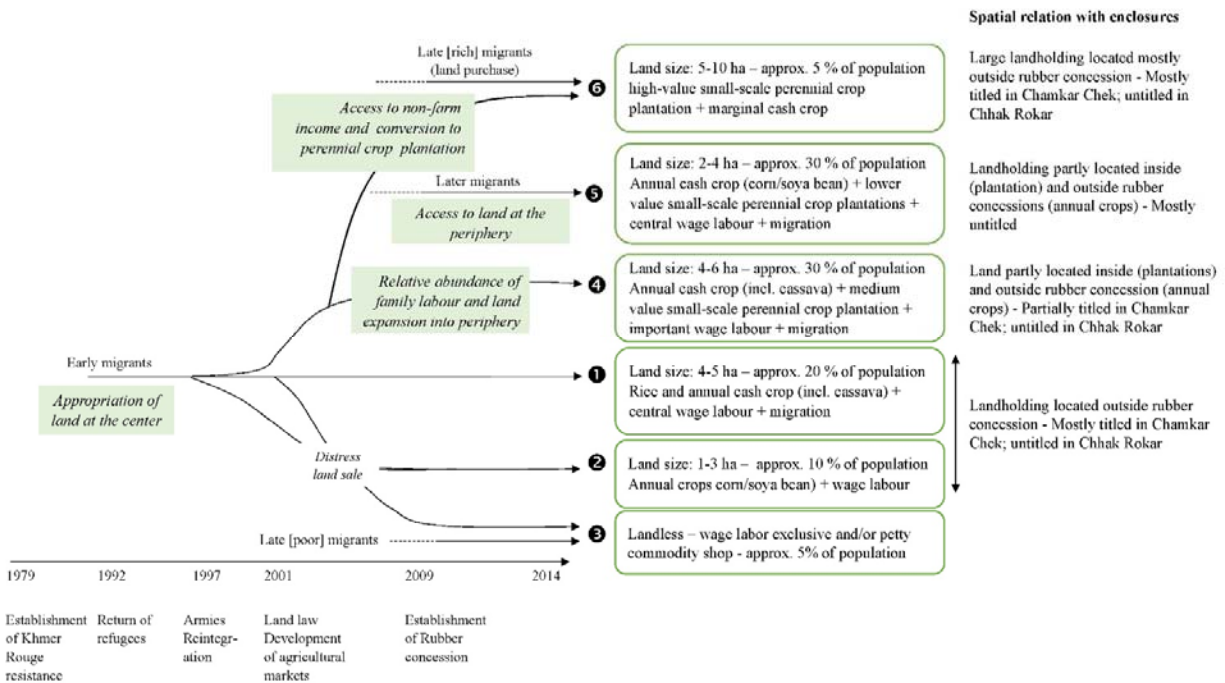 Spatial relation with enclosures
Late [rich] migrants
(land purchase)
Access to non-farm
income and conversion to
perennial crop plantation
❻
Land size: 5-10 ha – approx. 5 % of population
high-value small-scale perennial crop
plantation + marginal cash crop
Large landholding located mostly
outside rubber concession - Mostly
titled in Chamkar Chek; untitled in
Chhak Rokar
Later migrants
Access to land at the
periphery
❺
Land size: 2-4 ha – approx. 30 % of population
Annual cash crop (corn/soya bean) + lower
value small-scale perennial crop plantations +
central wage labour + migration
Landholding partly located inside
(plantation) and outside rubber
concessions (annual crops) - Mostly
untitled
Relative abundance of
family labour and land
expansion into periphery
❹
Land size: 4-6 ha – approx. 30 % of population
Annual cash crop (incl. cassava) + medium
value small-scale perennial crop plantation +
important wage labour + migration
Land partly located inside (plantations)
and outside rubber concession (annual
crops) - Partially titled in Chamkar
Chek; untitled in Chhak Rokar
Early migrants
Appropriation of
land at the center
❶
Land size: 4-5 ha – approx. 20 % of population
Rice and annual cash crop (incl. cassava) +
central wage labour + migration
Landholding located outside rubber
concession - Mostly titled in Chamkar
Chek; untitled in Chhak Rokar
Distress
land sale
❷
Land size: 1-3 ha – approx. 10 % of population
Annual crops corn/soya bean) + wage labour
Late [poor] migrants
❸
Landless – wage labor exclusive and/or petty
commodity shop - approx. 5% of population
1979 1992 1997 2001 2009 2014
Establishment
of Khmer
Rouge
resistance
Return of
refugees
Armies
Reintegr-
ation
Land law
Development
of agricultural
markets
Establishment
of Rubber
concession